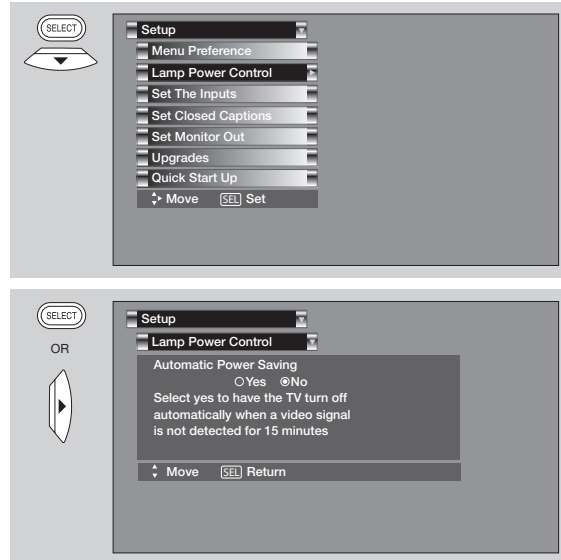 SELECT
Setup
Menu Preference
Lamp Power Control
Set The Inputs
Set Closed Captions
Set Monitor Out
Upgrades
Quick Start Up
Move SEL Set
SELECT
OR
Setup
Lamp Power Control
Automatic Power Saving
Yes No
Select yes to have the TV turn off
automatically when a video signal
is not detected for 15 minutes
Move SEL Return